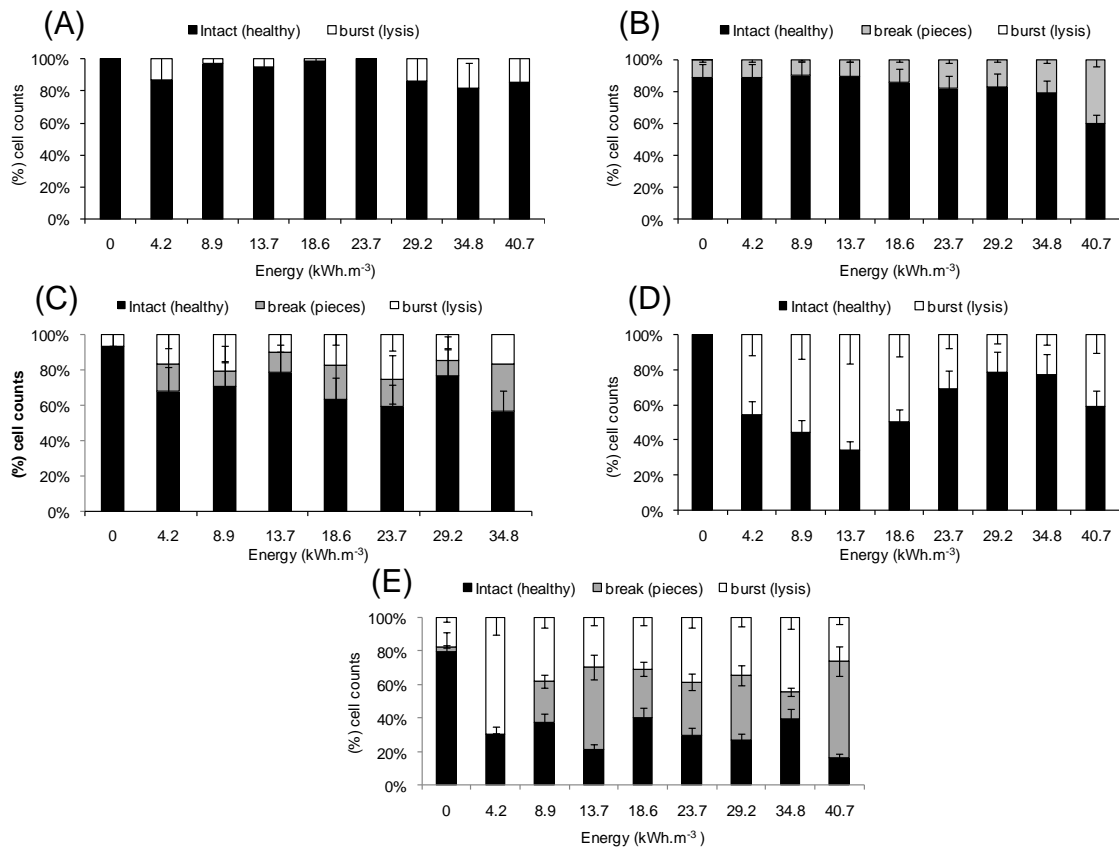 (A)
Intact (healthy) burst (lysis)
100%
80%
60%
40%
20%
0%
(%) cell counts
0 4.2 8.9 13.7 18.6 23.7 29.2 34.8 40.7
Energy (kWh.m-3)
(B)
Intact (healthy) break (pieces)
100%
80%
60%
40%
20%
0%
(%) cell counts
0 4.2 8.9 13.7 18.6 23.7 29.2 34.8 40.7
Energy (kWh.m-3)
(C)
Intact (healthy) break (pieces) burst (lysis)
100%
80%
60%
40%
20%
0%
(%) cell counts
0 4.2 8.9 13.7 18.6 23.7 29.2 34.8
Energy (kWh.m-3)
(D)
Intact (healthy) burst (lysis)
100%
80%
60%
40%
20%
0%
(%) cell counts
0 4.2 8.9 13.7 18.6 23.7 29.2 34.8 40.7
Energy (kWh.m-3)
(E)
Intact (healthy) break (pieces) burst (lysis)
100%
80%
60%
40%
20%
0%
(%) cell counts
0 4.2 8.9 13.7 18.6 23.7 29.2 34.8 40.7
Energy (kWh.m-3 )